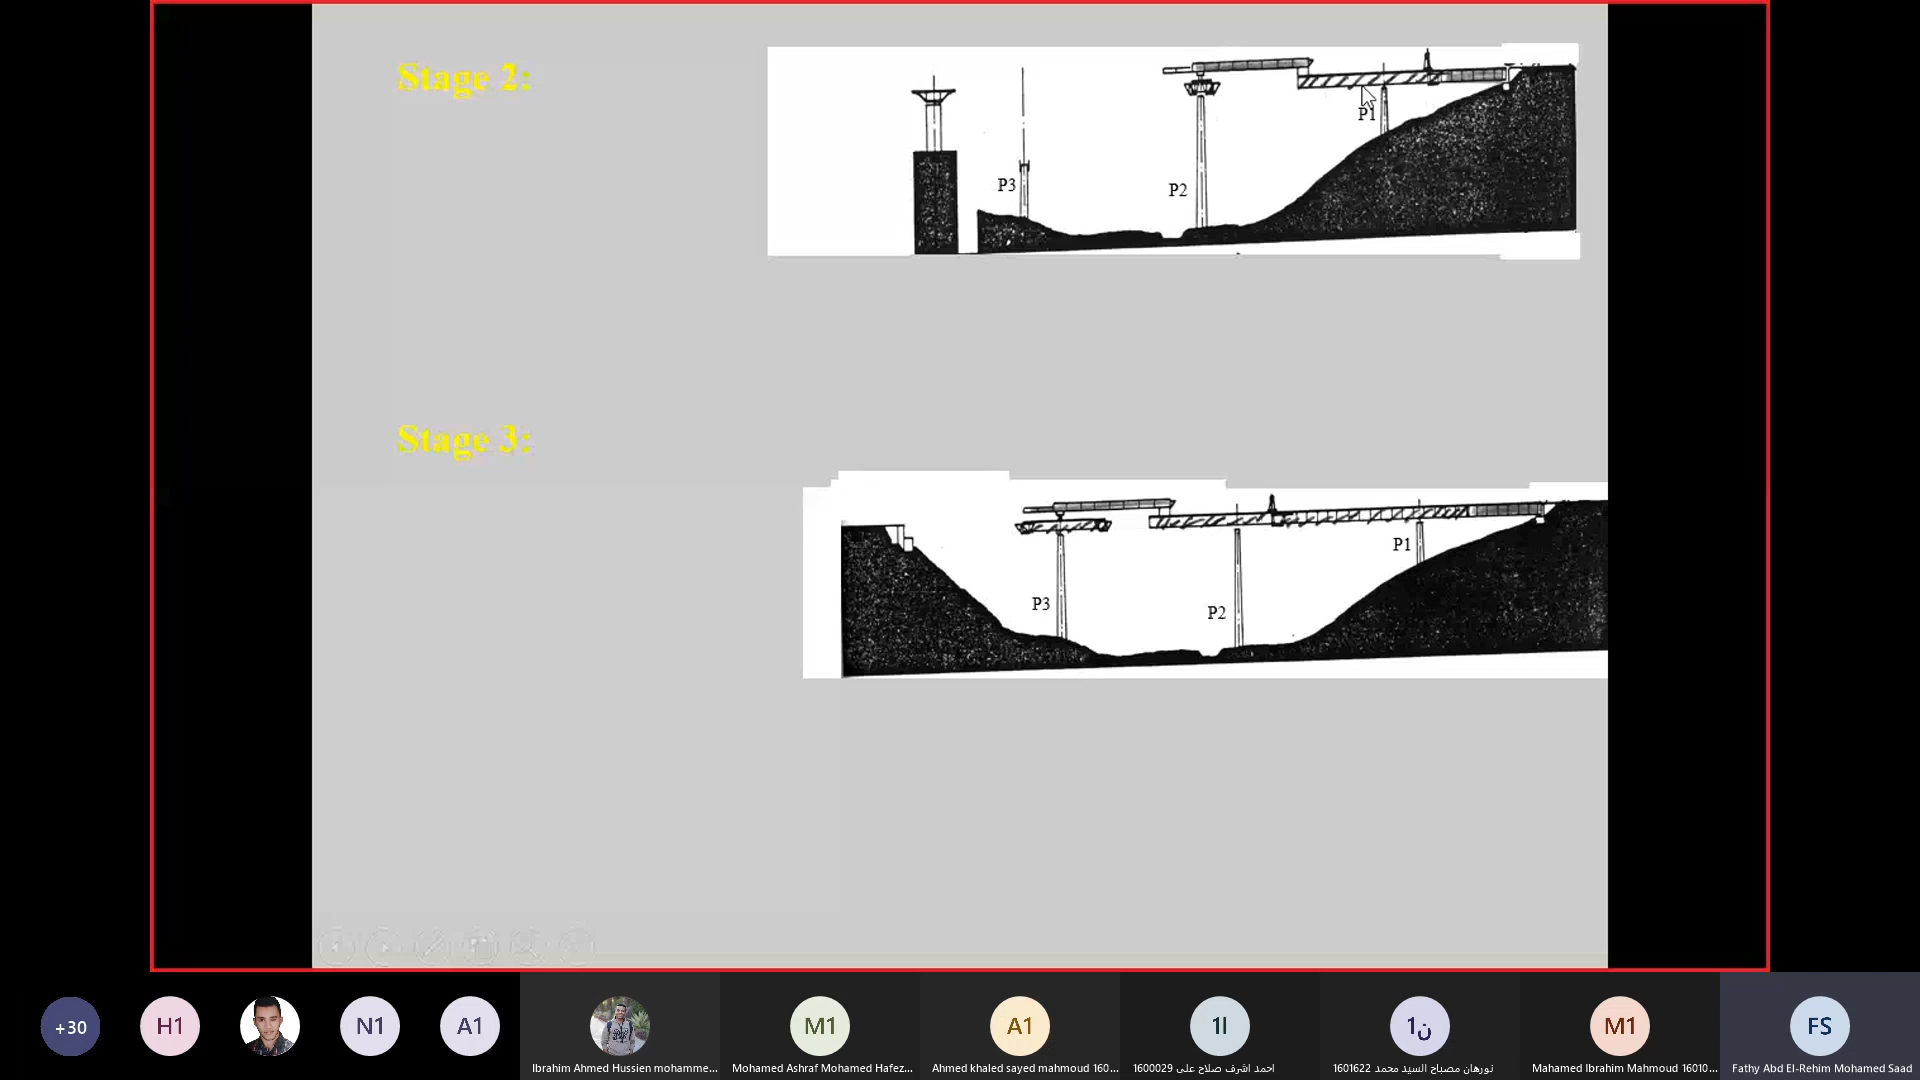 Stage 2:
P1
P3
P2
Stage 3:
P1
P3
P2
+30
H1
N1
A1
M1
A1
1ا
ن1
M1
FS
Ibrahim Ahmed Hussien mohamme...
Mohamed Ashraf Mohamed Hafez...
Ahmed khaled sayed mahmoud 160...
احمد اشرف صلاح على 1600029
نورهان مصباح السيد محمد 1601622
Mahamed Ibrahim Mahmoud 16010...
Fathy Abd El-Rehim Mohamed Saad